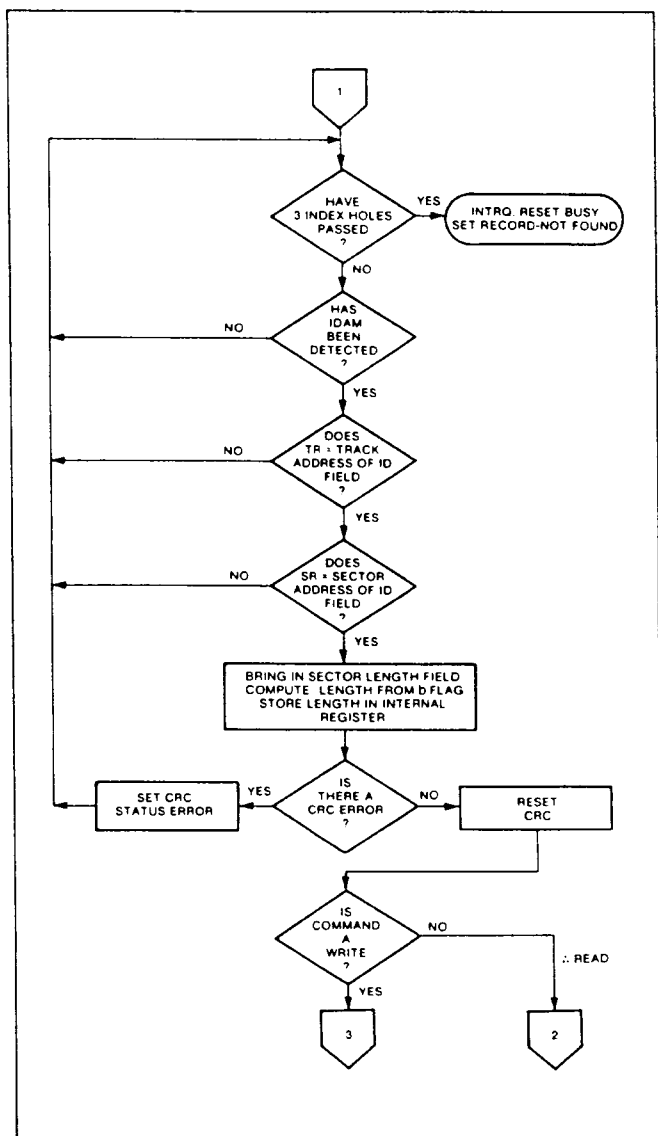 1
HAVE
3 INDEX HOLES
PASSED
?
YES
INTRQ. RESET BUSY
SET RECORD-NOT FOUND
NO
HAS
IDAM
BEEN
DETECTED
?
NO
YES
DOES
TR = TRACK
ADDRESS OF ID
FIELD
?
NO
YES
DOES
SR = SECTOR
ADDRESS OF ID
FIELD
?
NO
YES
BRING IN SECTOR LENGTH FIELD
COMPUTE LENGTH FROM b FLAG
STORE LENGTH IN INTERNAL
REGISTER
IS
THERE A
CRC ERROR
?
YES
SET CRC
STATUS ERROR
NO
RESET
CRC
IS
COMMAND
A
WRITE
?
NO
∴ READ
YES
3
2